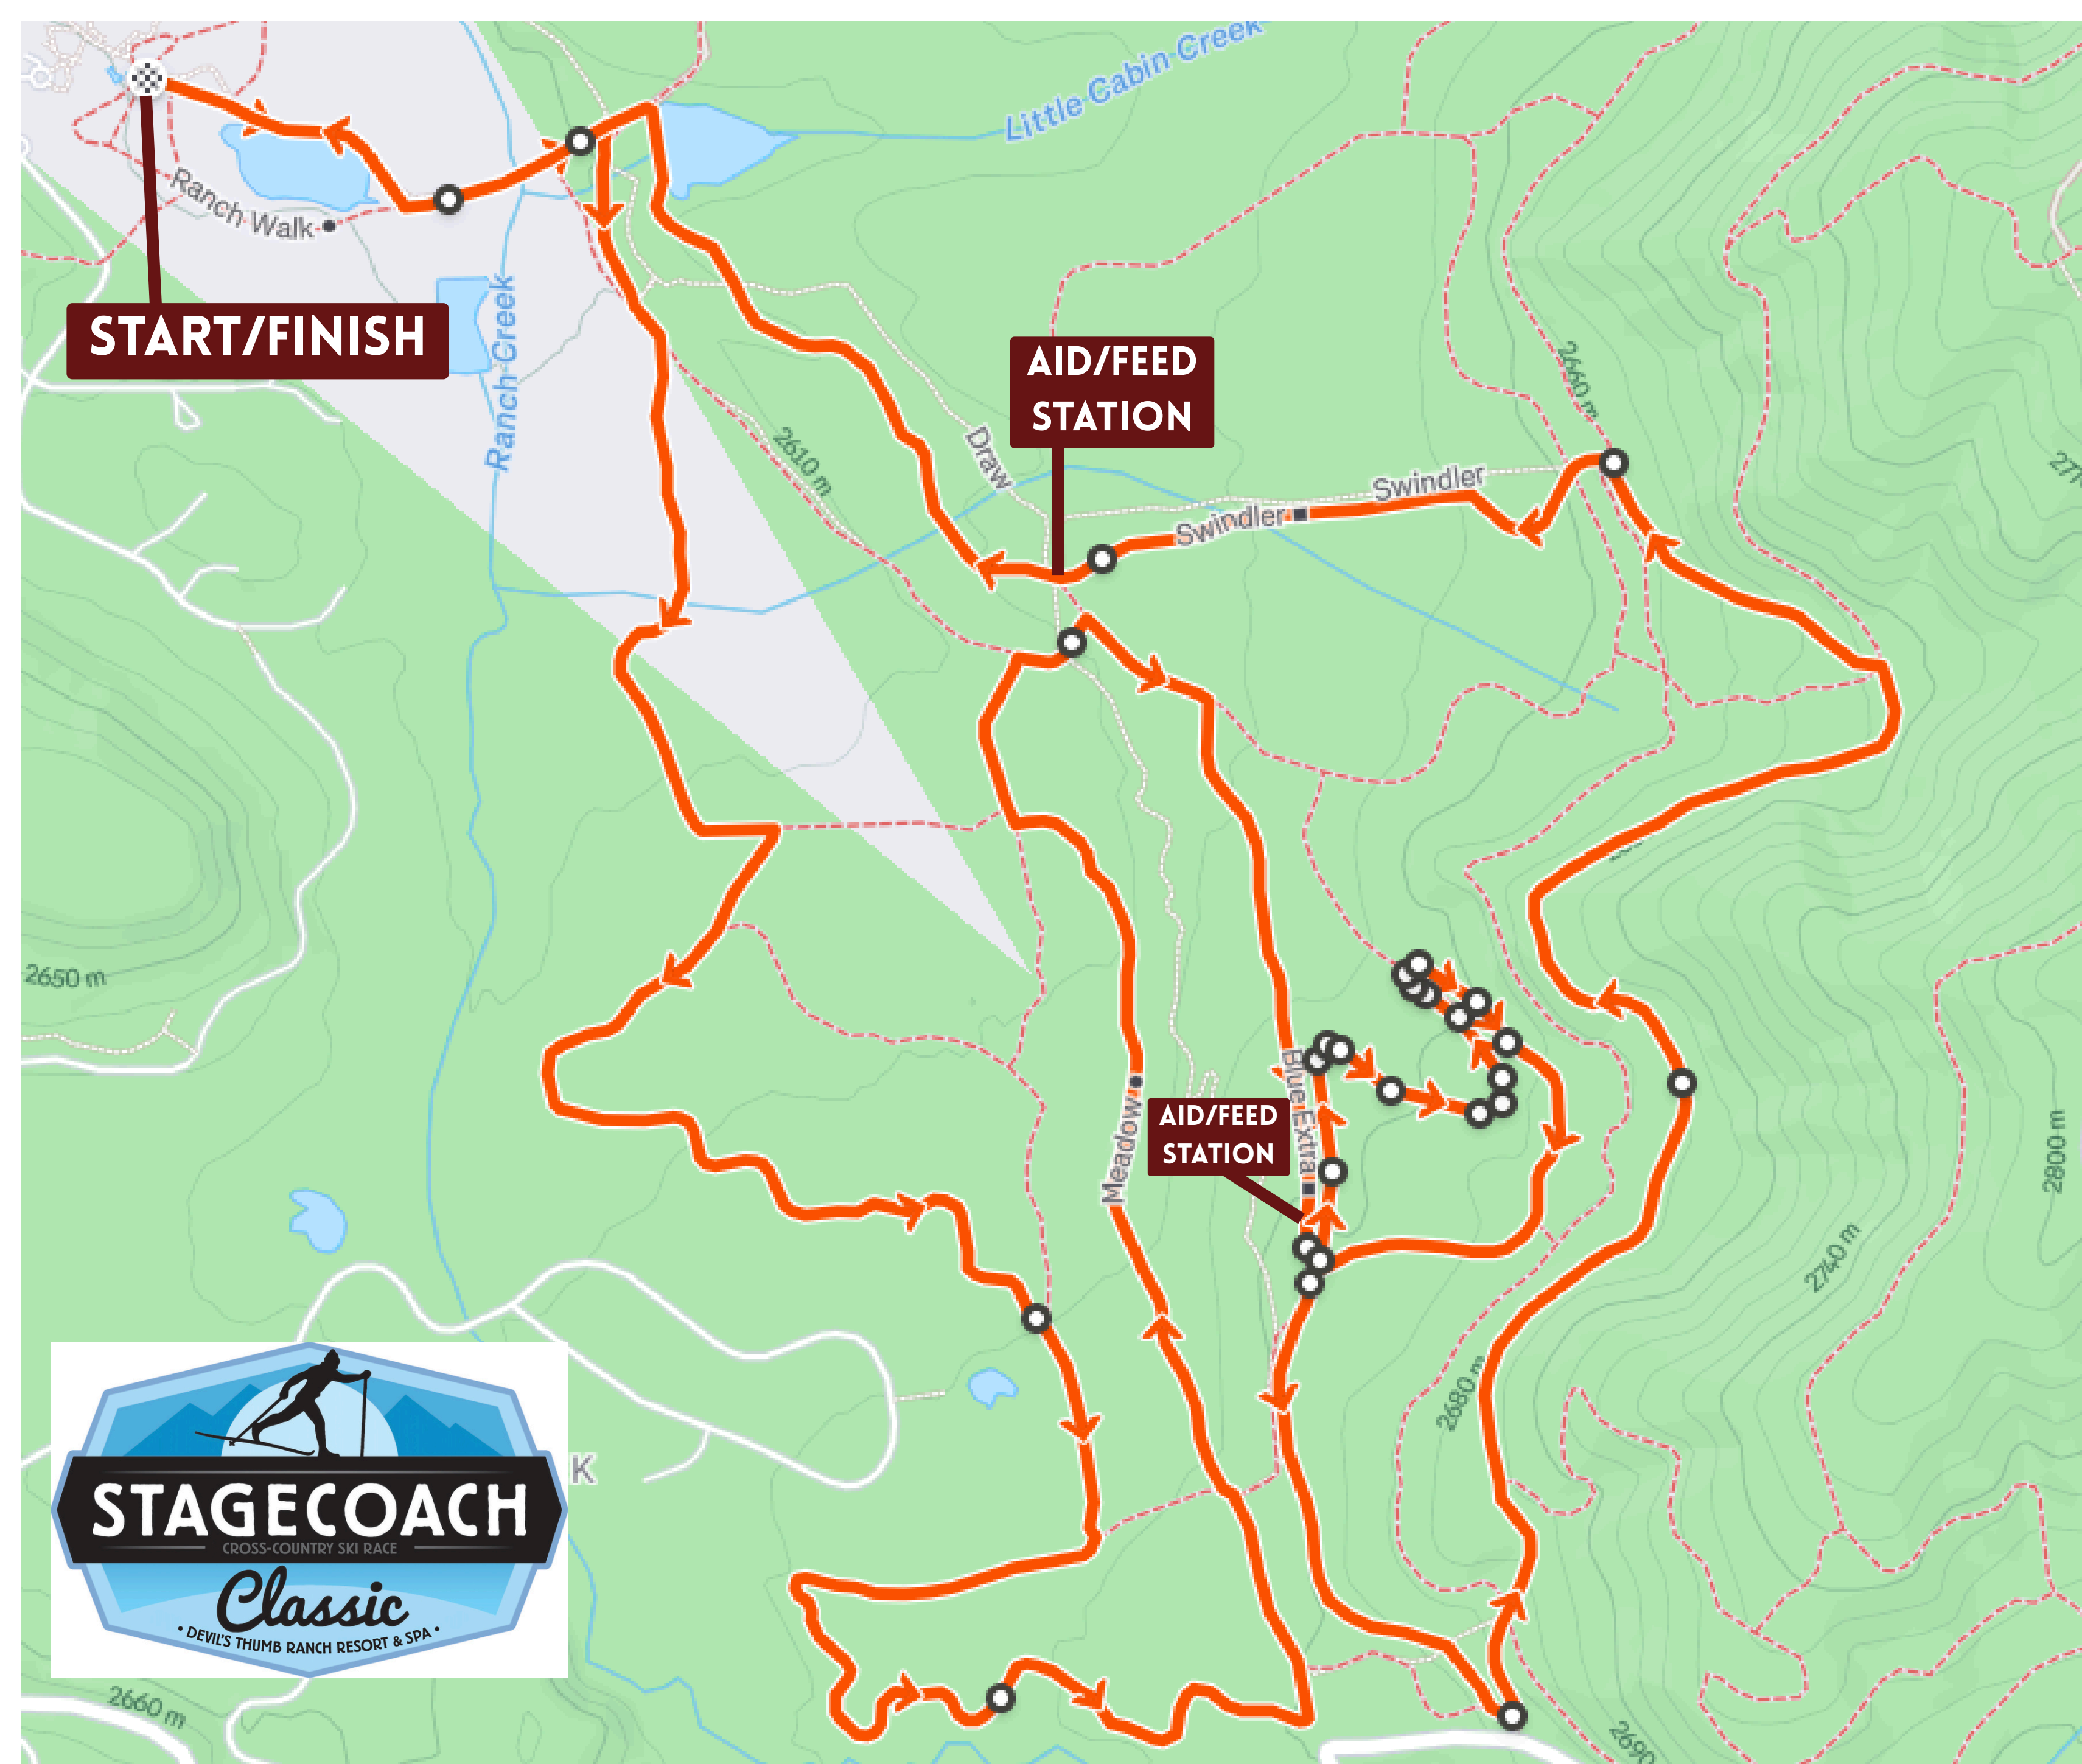 Little Cabin Creek
Ranch Walk
START/FINISH
Ranch Creek
AID/FEED
STATION
2660 m
2610 m
Draw
Swindler
Swindler
2650 m
Blue Extra
AID/FEED
STATION
Meadow
2800 m
2740 m
2680 m
K
STAGECOACH
CROSS-COUNTRY SKI RACE
Classic
• DEVIL'S THUMB RANCH RESORT & SPA •
2660 m
2690